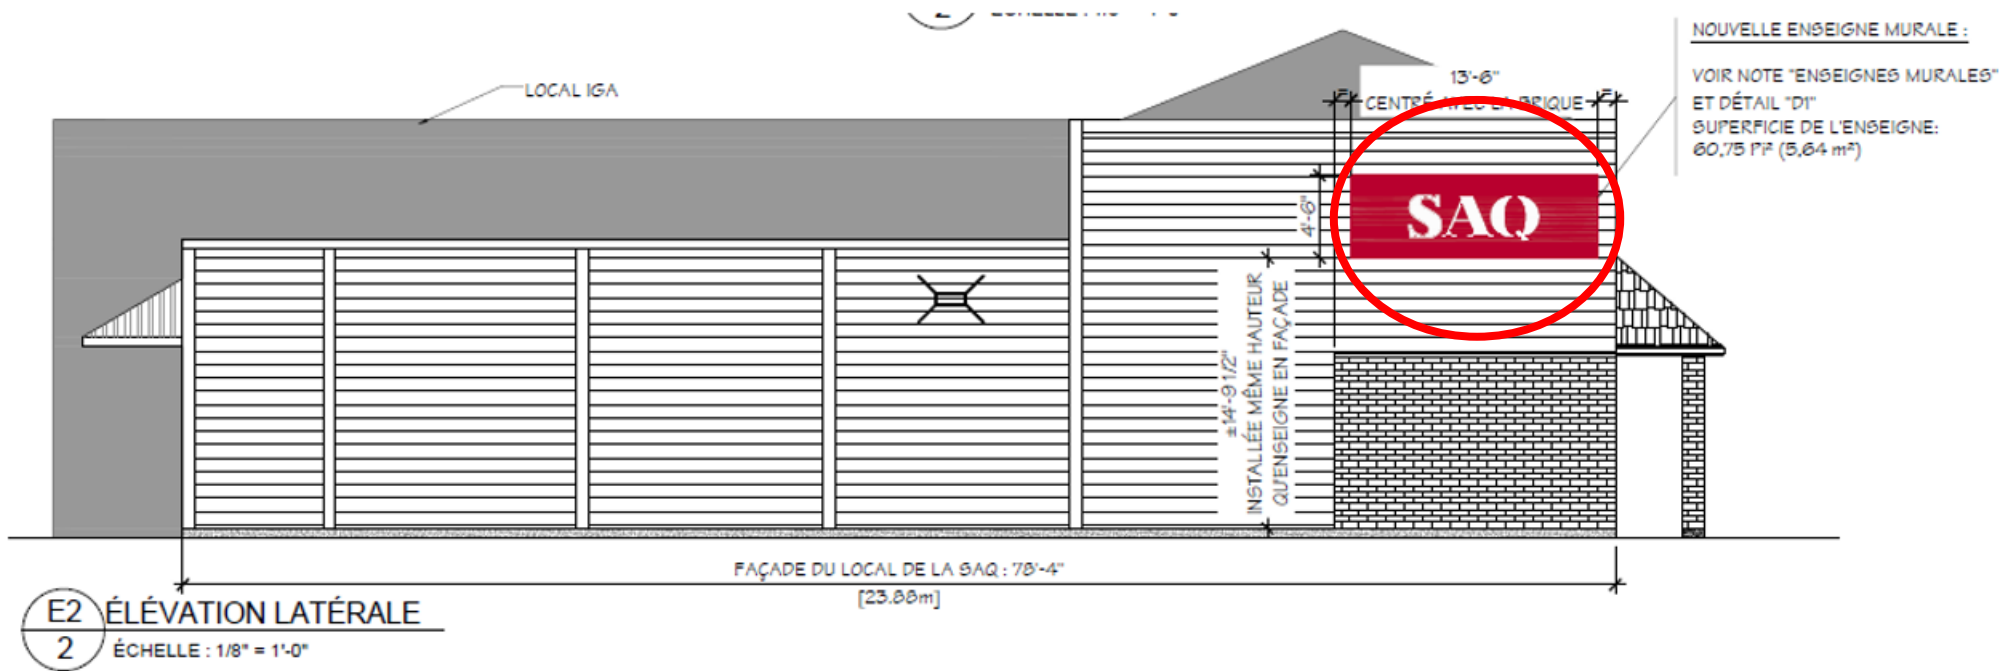 NOUVELLE ENSEIGNE MURALE :
VOIR NOTE "ENSEIGNES MURALES"
ET DÉTAIL "D1"
SUPERFICIE DE L'ENSEIGNE:
60,75 Pi² (5,64 m²)
LOCAL IGA
13'-6"
CENTRÉ AVEC LA BRIQUE
=
=
SAQ
4'-6"
±14'-9 1/2"
INSTALLÉE MÊME HAUTEUR
QU'ENSEIGNE EN FAÇADE
FAÇADE DU LOCAL DE LA SAQ : 78'-4"
[23.88m]
E2
2
ÉLÉVATION LATÉRALE
ÉCHELLE : 1/8" = 1'-0"